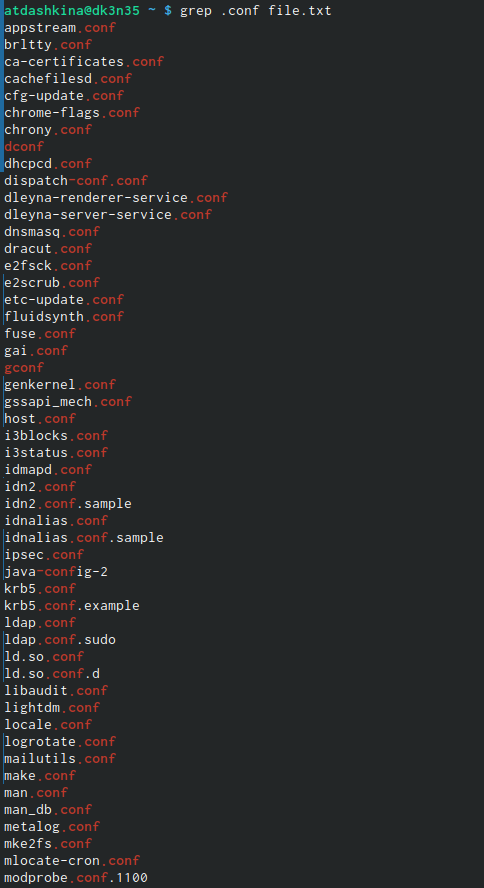 atdashkina@dk3n35 ~ $ grep .conf file.txt
appstream.conf
brltty.conf
ca-certificates.conf
cachefilesd.conf
cfg-update.conf
chrome-flags.conf
chrony.conf
dconf
dhcpcd.conf
dispatch-conf.conf
dleyna-renderer-service.conf
dleyna-server-service.conf
dnsmasq.conf
dracut.conf
e2fsck.conf
e2scrub.conf
etc-update.conf
fluidsynth.conf
fuse.conf
gai.conf
gconf
genkernel.conf
gssapi_mech.conf
host.conf
i3blocks.conf
i3status.conf
idmapd.conf
idn2.conf
idn2.conf.sample
idnalias.conf
idnalias.conf.sample
ipsec.conf
java-config-2
krb5.conf
krb5.conf.example
ldap.conf
ldap.conf.sudo
ld.so.conf
ld.so.conf.d
libaudit.conf
lightdm.conf
locale.conf
logrotate.conf
mailutils.conf
make.conf
man.conf
man_db.conf
metalog.conf
mke2fs.conf
mlocate-cron.conf
modprobe.conf.1100